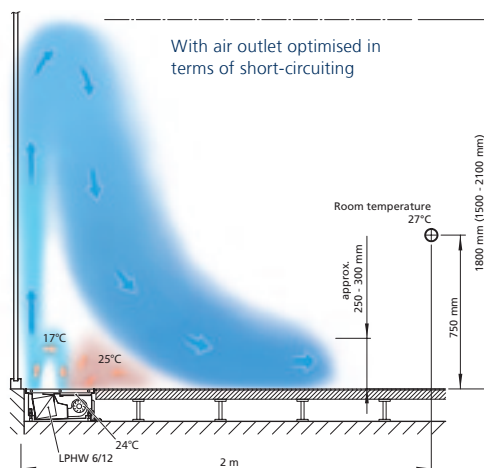 With air outlet optimised in
terms of short-circuiting
Room temperature
27°C
1800 mm (1500 - 2100 mm)
approx.
250 - 300 mm
750 mm
17°C
25°C
24°C
LPHW 6/12
2 m